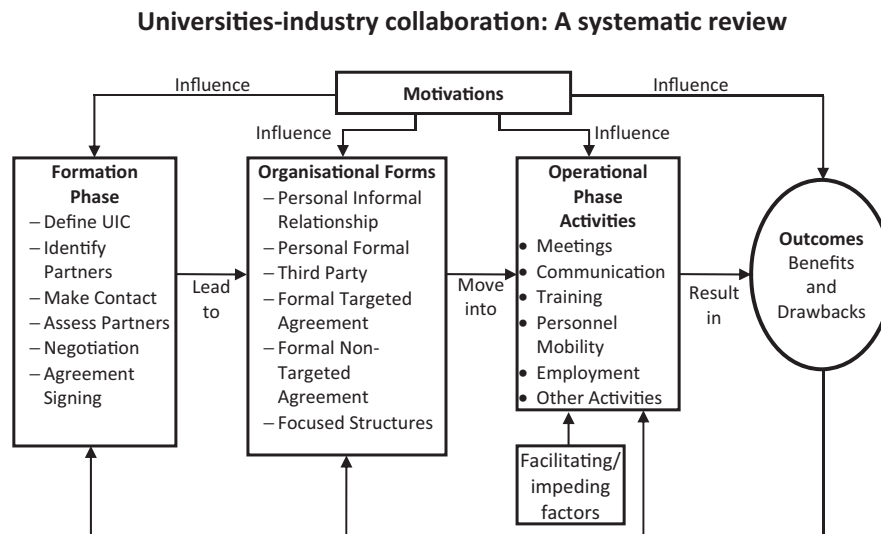 Universities-industry collaboration: A systematic review
Influence
Motivations
Influence
Influence
Influence
Formation
Phase
– Define UIC
– Identify
Partners
– Make Contact
– Assess Partners
– Negotiation
– Agreement
Signing
Lead
to
Organisational Forms
– Personal Informal
Relationship
– Personal Formal
– Third Party
– Formal Targeted
Agreement
– Formal Non-
Targeted
Agreement
– Focused Structures
Move
into
Operational
Phase
Activities
• Meetings
• Communication
• Training
• Personnel
Mobility
• Employment
• Other Activities
Result
in
Outcomes
Benefits
and
Drawbacks
Facilitating/
impeding
factors